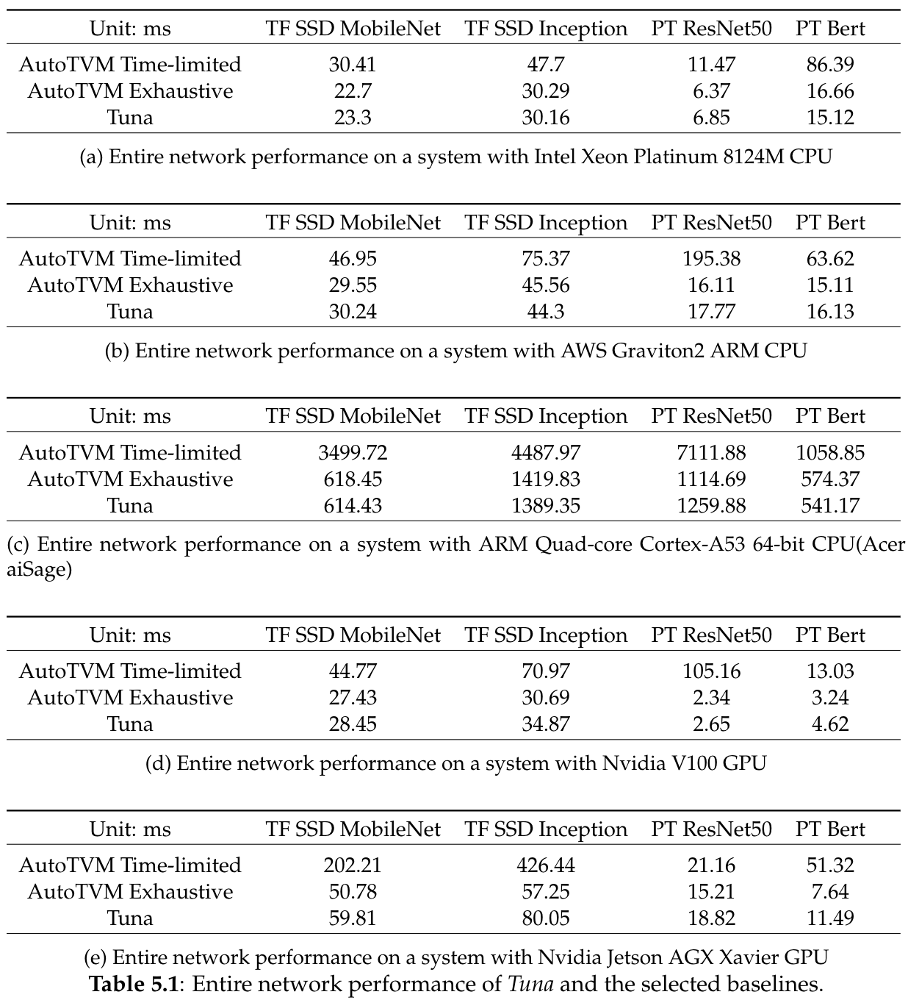 Unit: ms TF SSD MobileNet TF SSD Inception PT ResNet50 PT Bert
AutoTVM Time-limited 30.41 47.7 11.47 86.39
AutoTVM Exhaustive 22.7 30.29 6.37 16.66
Tuna 23.3 30.16 6.85 15.12
(a) Entire network performance on a system with Intel Xeon Platinum 8124M CPU
Unit: ms TF SSD MobileNet TF SSD Inception PT ResNet50 PT Bert
AutoTVM Time-limited 46.95 75.37 195.38 63.62
AutoTVM Exhaustive 29.55 45.56 16.11 15.11
Tuna 30.24 44.3 17.77 16.13
(b) Entire network performance on a system with AWS Graviton2 ARM CPU
Unit: ms TF SSD MobileNet TF SSD Inception PT ResNet50 PT Bert
AutoTVM Time-limited 3499.72 4487.97 7111.88 1058.85
AutoTVM Exhaustive 618.45 1419.83 1114.69 574.37
Tuna 614.43 1389.35 1259.88 541.17
(c) Entire network performance on a system with ARM Quad-core Cortex-A53 64-bit CPU(Acer
aiSage)
Unit: ms TF SSD MobileNet TF SSD Inception PT ResNet50 PT Bert
AutoTVM Time-limited 44.77 70.97 105.16 13.03
AutoTVM Exhaustive 27.43 30.69 2.34 3.24
Tuna 28.45 34.87 2.65 4.62
(d) Entire network performance on a system with Nvidia V100 GPU
Unit: ms TF SSD MobileNet TF SSD Inception PT ResNet50 PT Bert
AutoTVM Time-limited 202.21 426.44 21.16 51.32
AutoTVM Exhaustive 50.78 57.25 15.21 7.64
Tuna 59.81 80.05 18.82 11.49
(e) Entire network performance on a system with Nvidia Jetson AGX Xavier GPU
Table 5.1: Entire network performance of Tuna and the selected baselines.